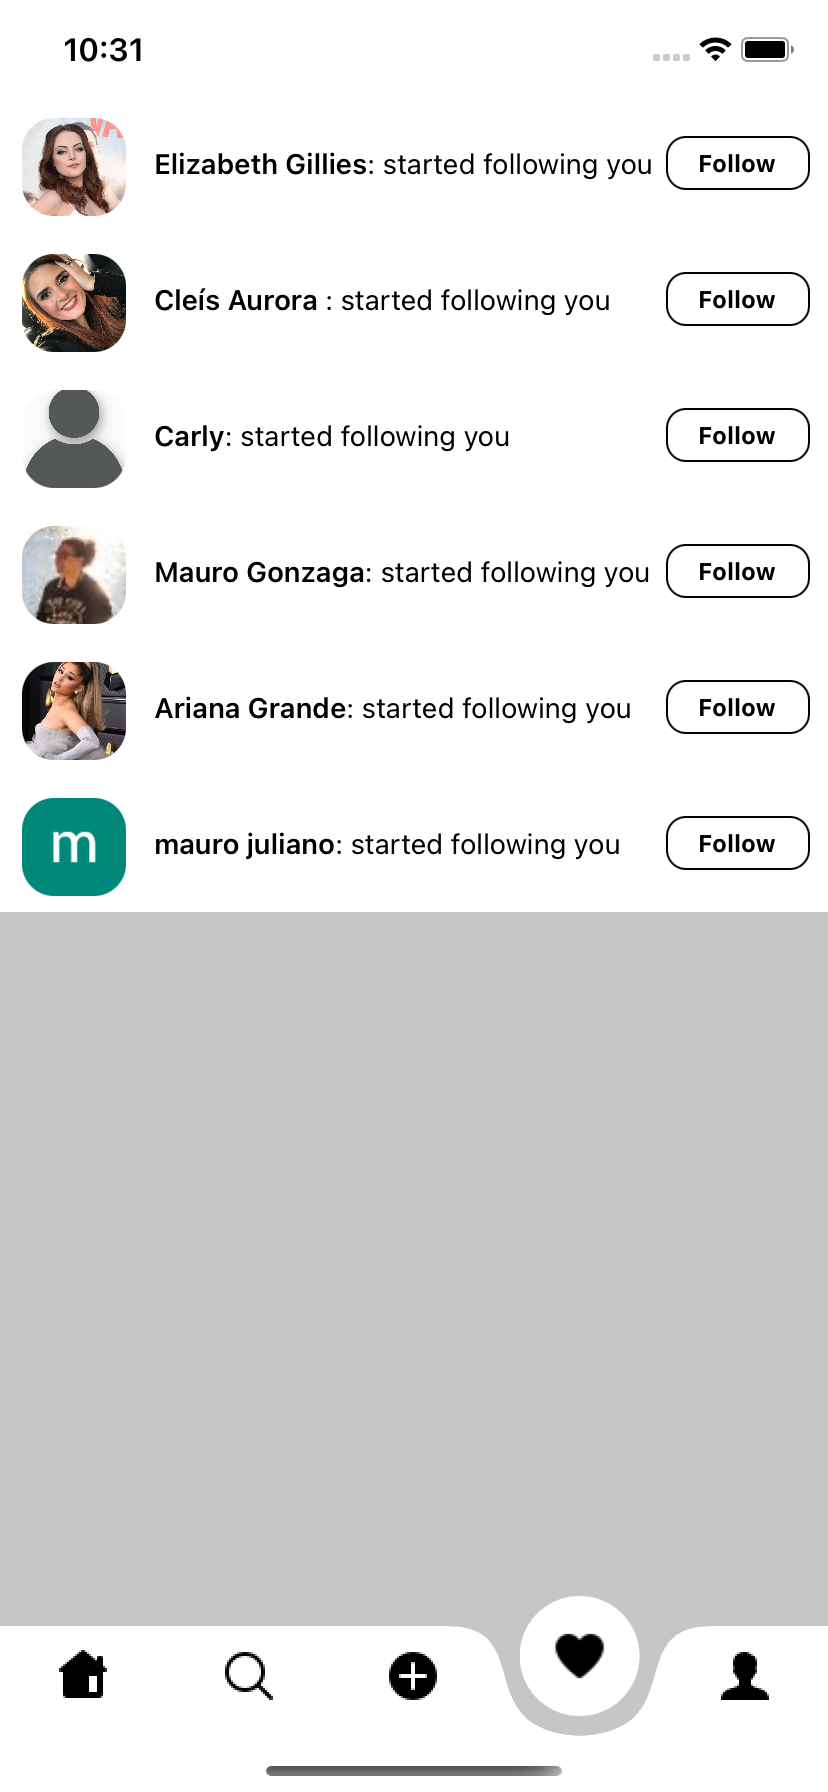 10:31
Elizabeth Gillies: started following you Follow
Cleís Aurora : started following you Follow
Carly: started following you Follow
Mauro Gonzaga: started following you Follow
Ariana Grande: started following you Follow
m mauro juliano: started following you Follow